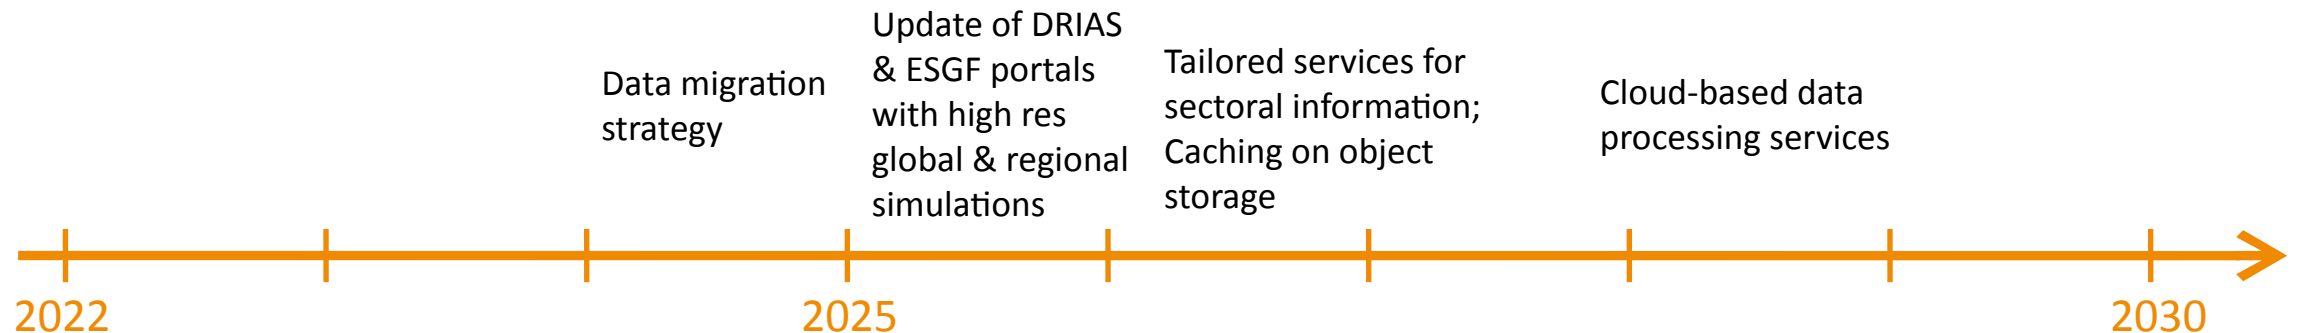 Data migration
strategy
Update of DRIAS
& ESGF portals
with high res
global & regional
simulations
Tailored services for
sectoral information;
Caching on object
storage
Cloud-based data
processing services
2022
2025
2030